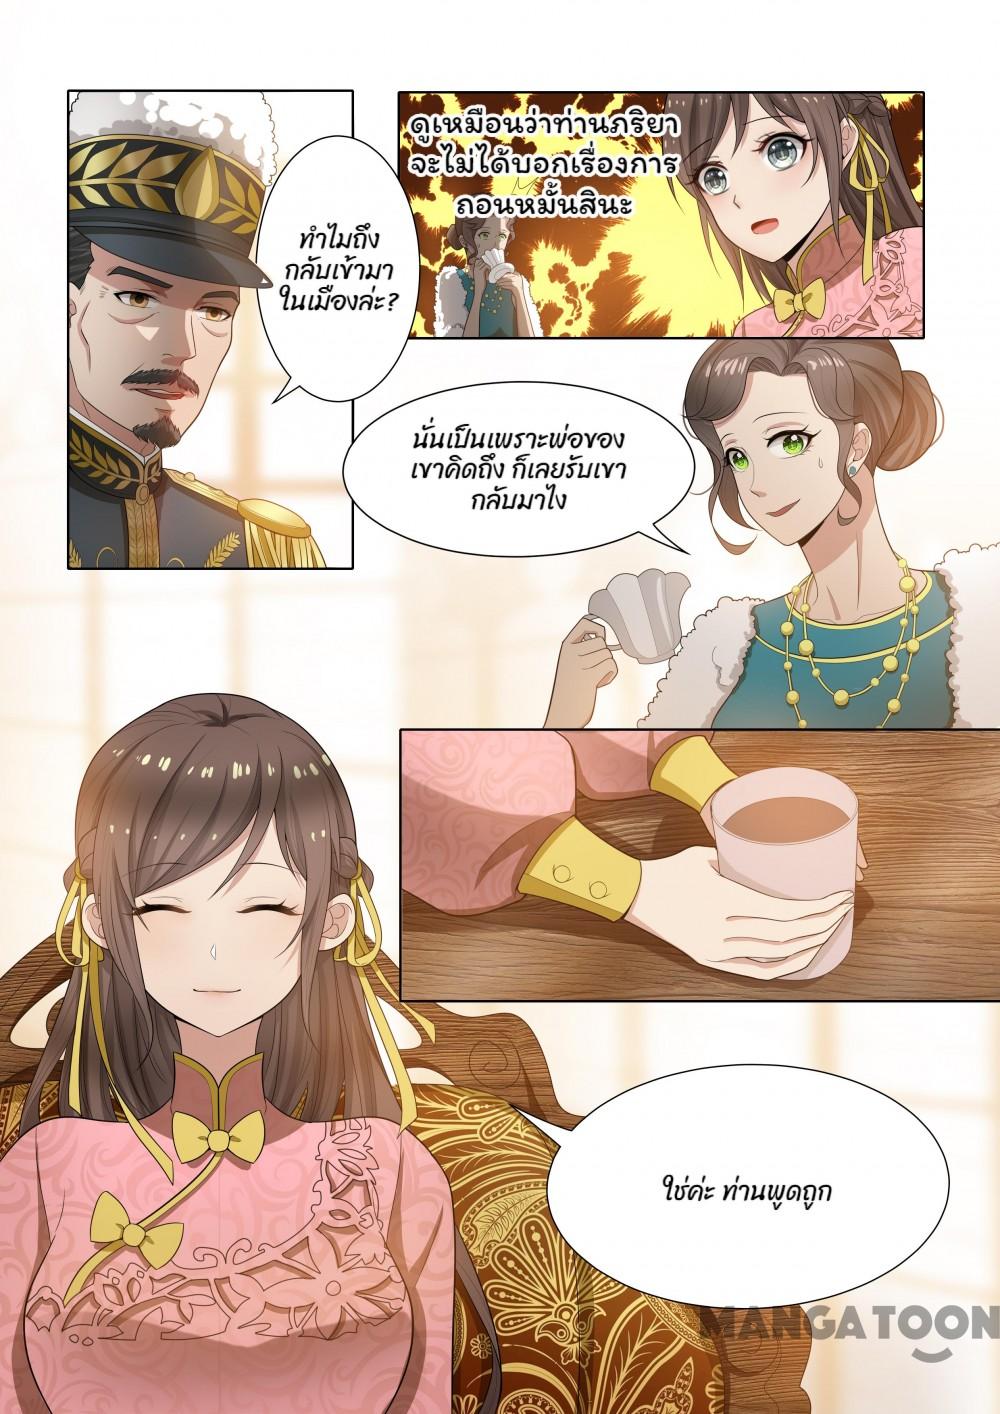 ทำไมถึง
กลับเข้ามา
ในเมืองล่ะ?
ดูเหมือนว่าท่านภริยา
จะไม่ได้บอกเรื่องการ
ถอนหมั้นสินะ
นั่นเป็นเพราะพ่อของ
เขาคิดถึง ก็เลยรับเขา
กลับมาไง
ใช่ค่ะ ท่านพูดถูก
MANGATOON